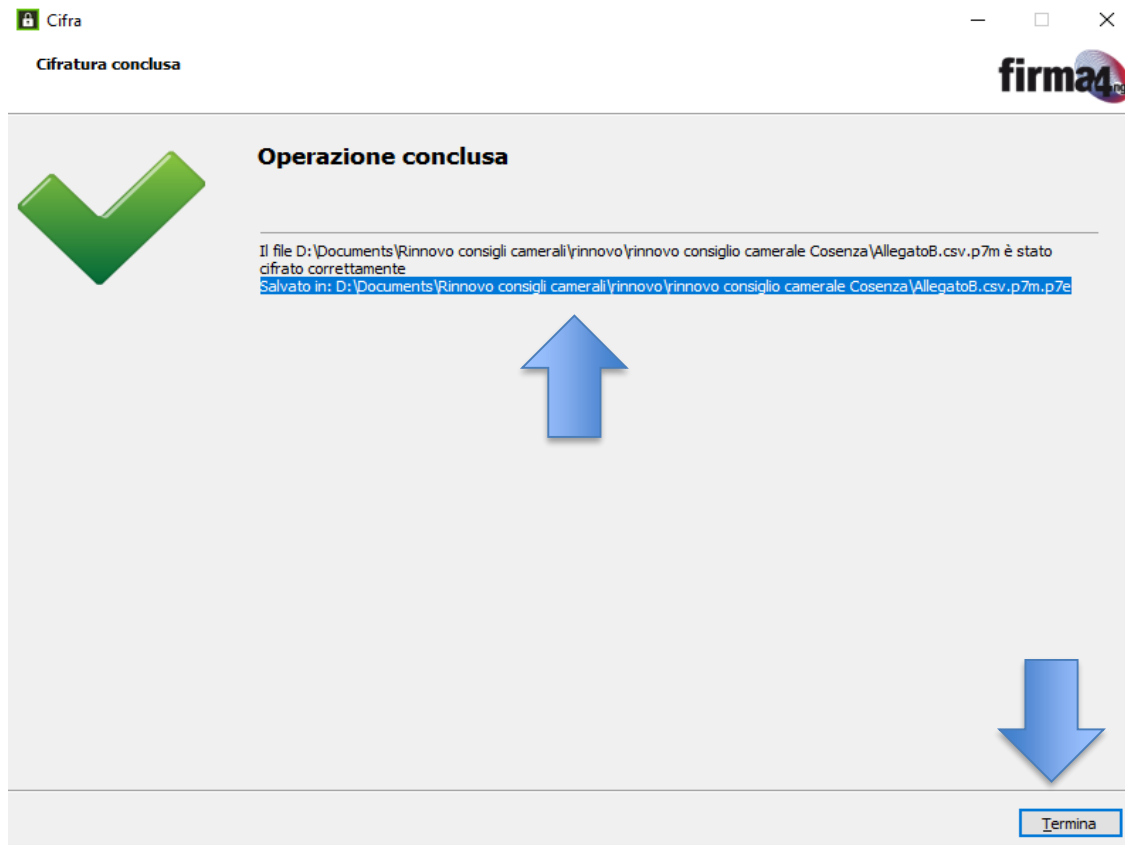 Cifra
Cifratura conclusa
firma4ng
Operazione conclusa
Il file D:\Documents\Rinnovo consigli camerali\rinnovo\rinnovo consiglio camerale Cosenza\AllegatoB.csv.p7m è stato
cifrato correttamente
Salvato in: D:\Documents\Rinnovo consigli camerali\rinnovo\rinnovo consiglio camerale Cosenza\AllegatoB.csv.p7m.p7e
Termina